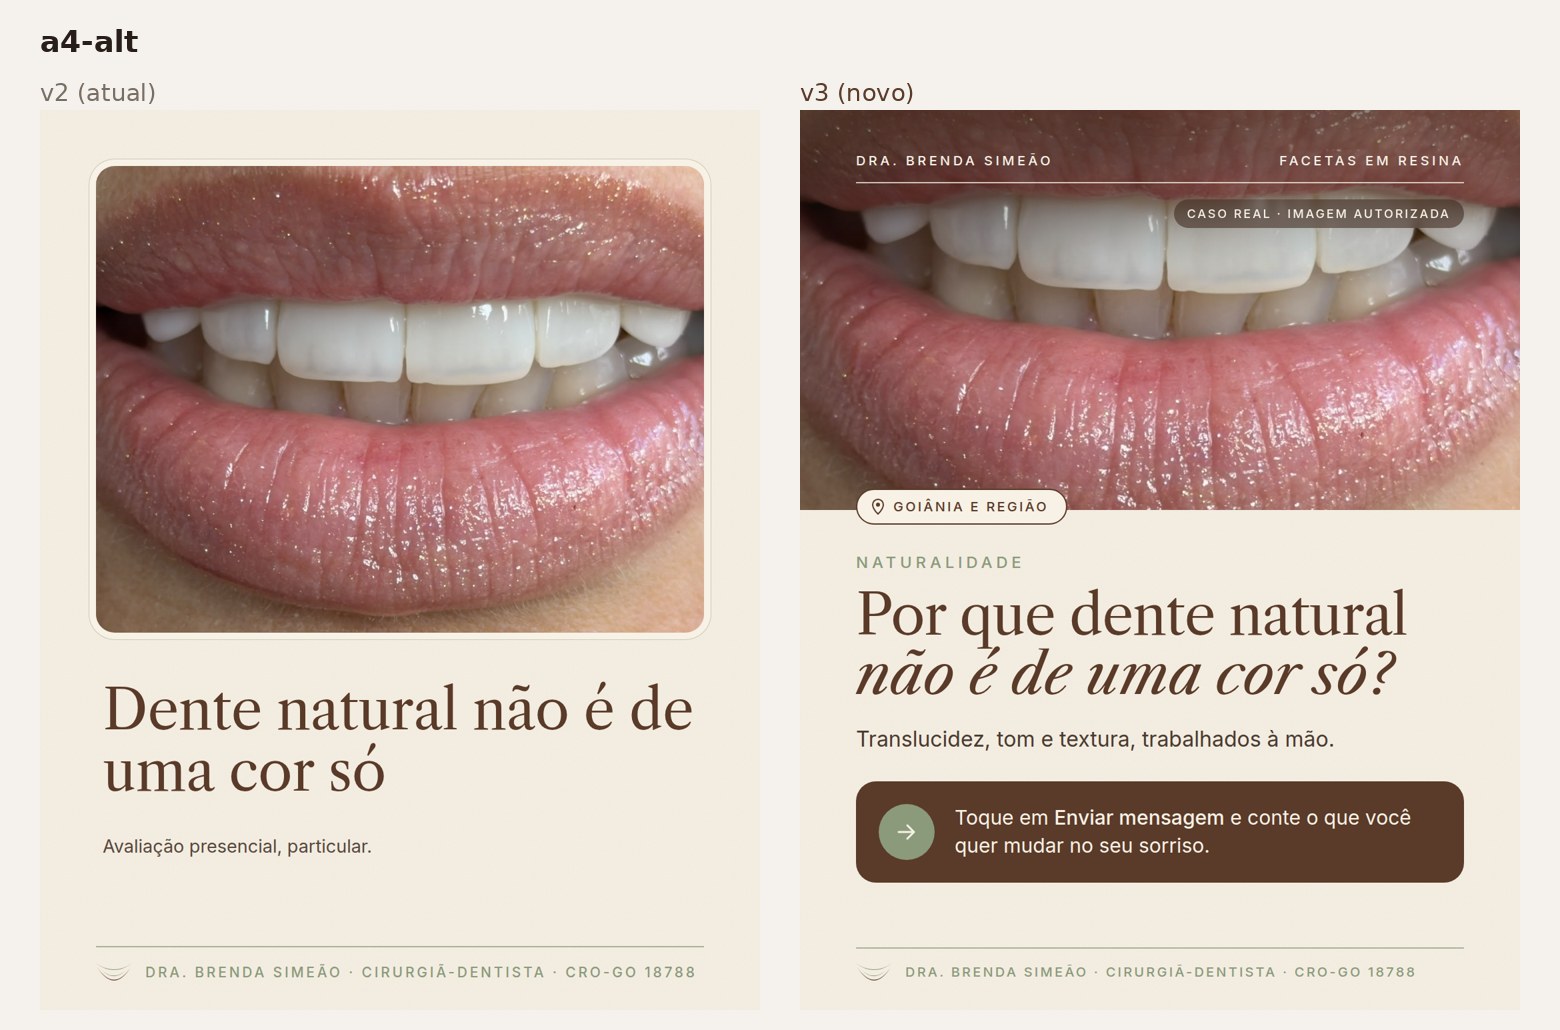 a4-alt
v2 (atual)
Dente natural não é de
uma cor só
Avaliação presencial, particular.
DRA. BRENDA SIMEÃO · CIRURGIÃ-DENTISTA · CRO-GO 18788
v3 (novo)
DRA. BRENDA SIMEÃO
FACETAS EM RESINA
CASO REAL · IMAGEM AUTORIZADA
GOIÂNIA E REGIÃO
NATURALIDADE
Por que dente natural
não é de uma cor só?
Translucidez, tom e textura, trabalhados à mão.
Toque em Enviar mensagem e conte o que você
quer mudar no seu sorriso.
DRA. BRENDA SIMEÃO · CIRURGIÃ-DENTISTA · CRO-GO 18788